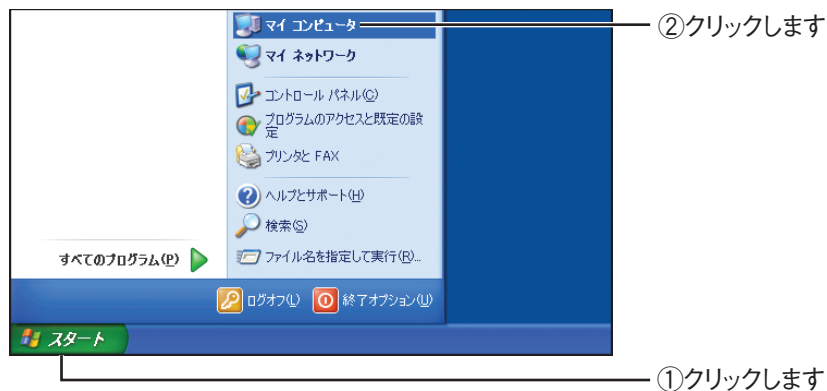 マイ コンピュータ
②クリックします
マイ ネットワーク
コントロール パネル(C)
プログラムのアクセスと既定の設
定
プリンタと FAX
ヘルプとサポート(H)
検索(S)
すべてのプログラム(P)
ファイル名を指定して実行(R)...
ログオフ(L)
終了オプション(U)
スタート
①クリックします